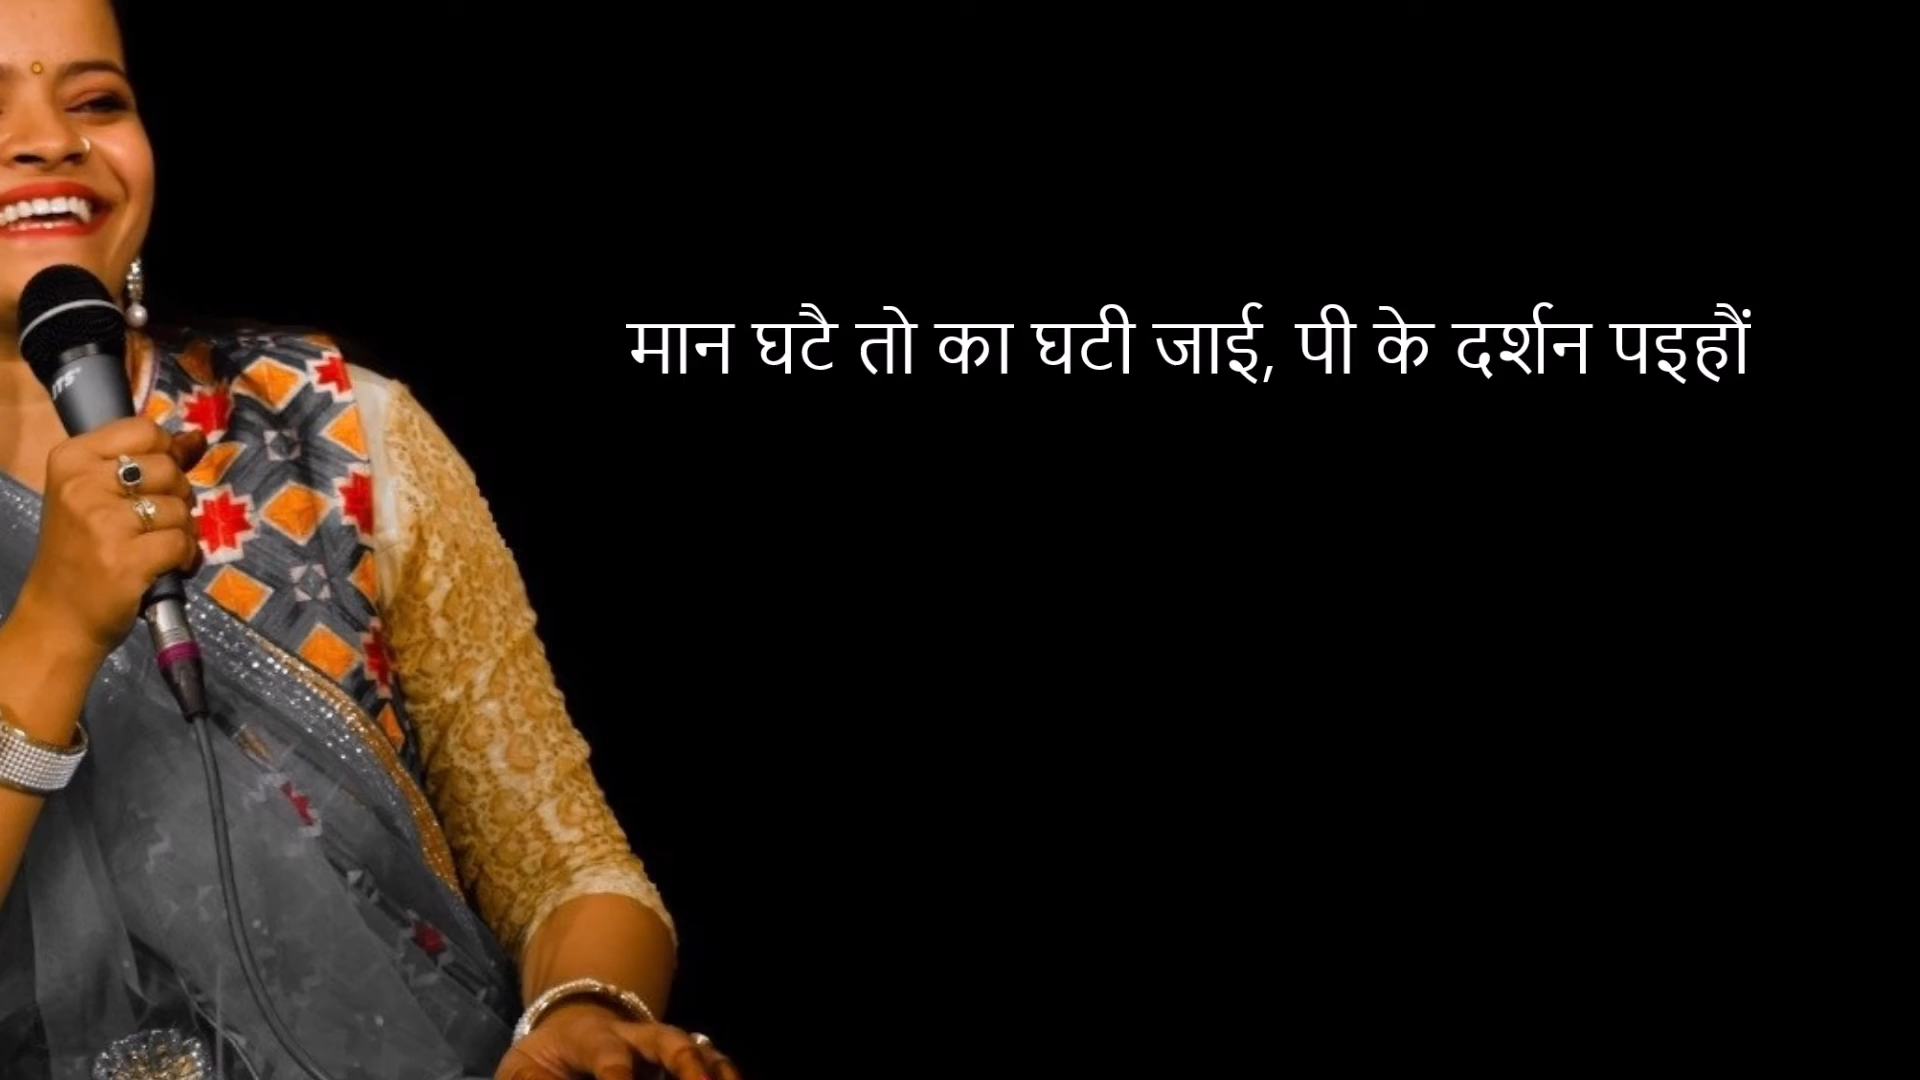 मान घटै तो का घटी जाई, पी के दर्शन पइहौं